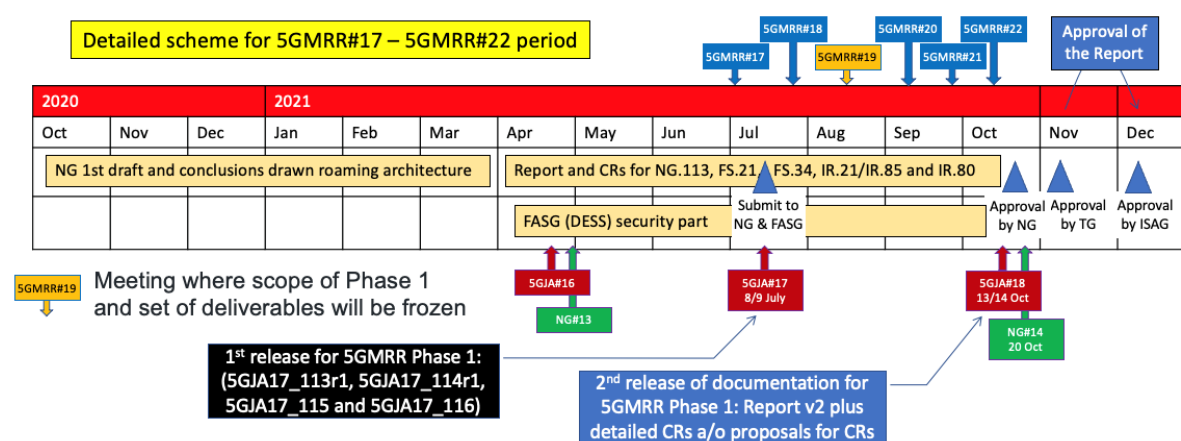 Detailed scheme for 5GMRR#17 – 5GMRR#22 period
5GMRR#17
5GMRR#18
5GMRR#19
5GMRR#20
5GMRR#21
5GMRR#22
Approval of
the Report
2020
2021
Oct
Nov
Dec
Jan
Feb
Mar
Apr
May
Jun
Jul
Aug
Sep
Oct
Nov
Dec
NG 1st draft and conclusions drawn roaming architecture
Report and CRs for NG.113, FS.21, FS.34, IR.21/IR.85 and IR.80
Submit to
NG & FASG
Approval
by NG
Approval
by TG
Approval
by ISAG
FASG (DESS) security part
5GMRR#19
Meeting where scope of Phase 1
and set of deliverables will be frozen
5GJA#16
NG#13
5GJA#17
8/9 July
5GJA#18
13/14 Oct
NG#14
20 Oct
1st release for 5GMRR Phase 1:
(5GJA17_113r1, 5GJA17_114r1,
5GJA17_115 and 5GJA17_116)
2nd release of documentation for
5GMRR Phase 1: Report v2 plus
detailed CRs a/o proposals for CRs